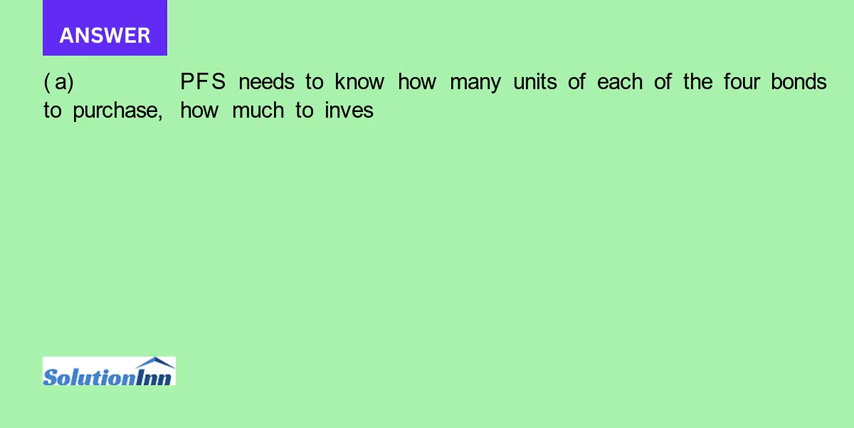 ANSWER
(a) PFS needs to know how many units of each of the four bonds
to purchase, how much to inves
SolutionInn